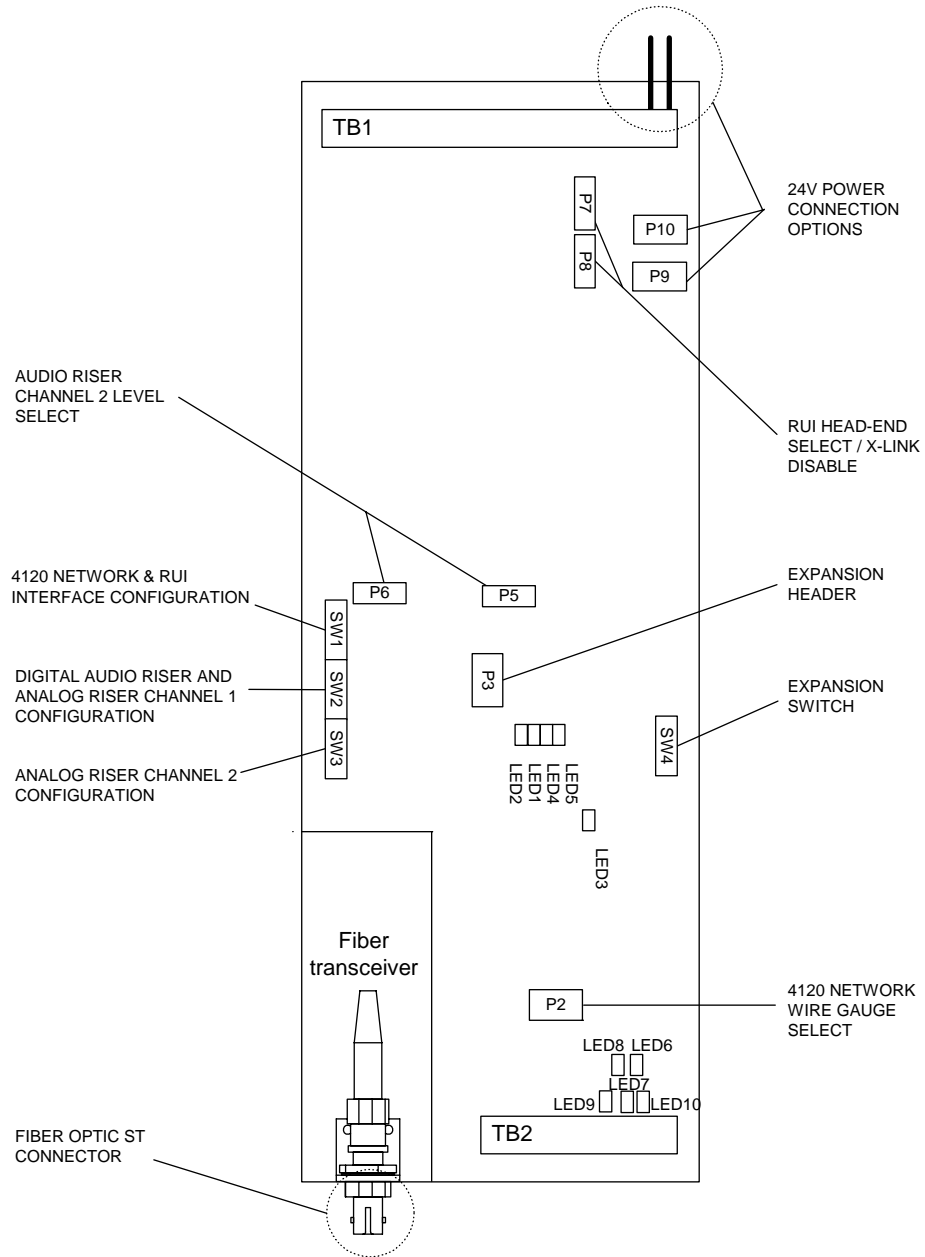 TB1
P7
P8
P10
P9
24V POWER
CONNECTION
OPTIONS
AUDIO RISER
CHANNEL 2 LEVEL
SELECT
RUI HEAD-END
SELECT / X-LINK
DISABLE
4120 NETWORK & RUI
INTERFACE CONFIGURATION
P6
P5
EXPANSION
HEADER
SW1
SW2
SW3
P3
DIGITAL AUDIO RISER AND
ANALOG RISER CHANNEL 1
CONFIGURATION
EXPANSION
SWITCH
SW4
ANALOG RISER CHANNEL 2
CONFIGURATION
LED2
LED1
LED4
LED5
LED3
Fiber
transceiver
P2
4120 NETWORK
WIRE GAUGE
SELECT
LED8
LED6
LED7
LED9
LED10
TB2
FIBER OPTIC ST
CONNECTOR